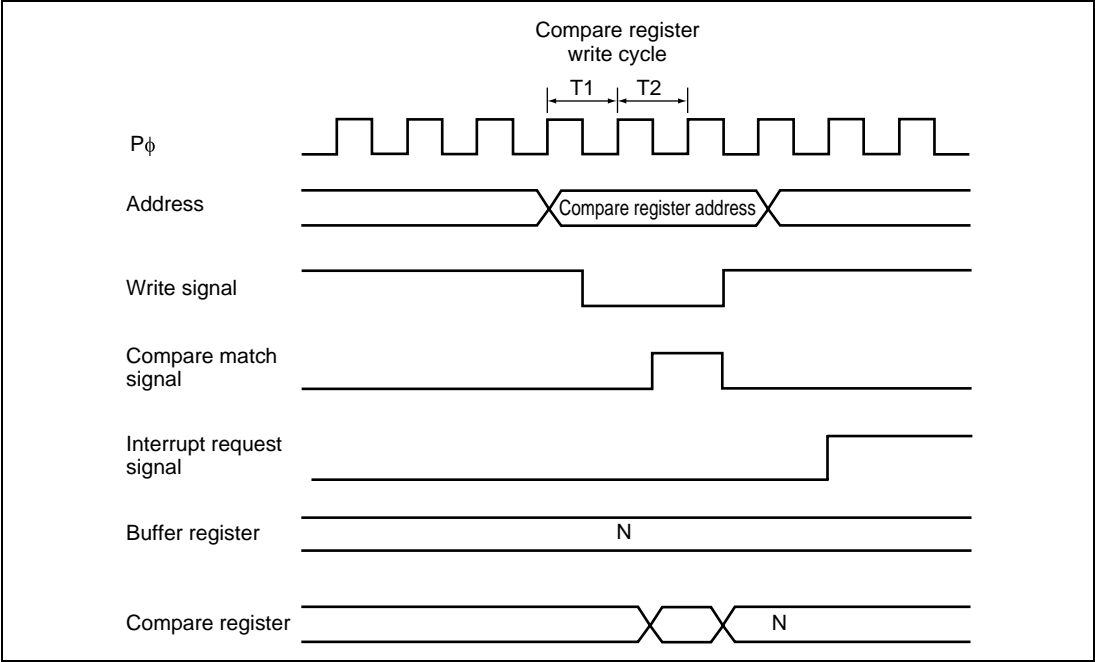 Compare register
write cycle
T1 T2
Pϕ
Address
Compare register address
Write signal
Compare match
signal
Interrupt request
signal
Buffer register
N
Compare register
N